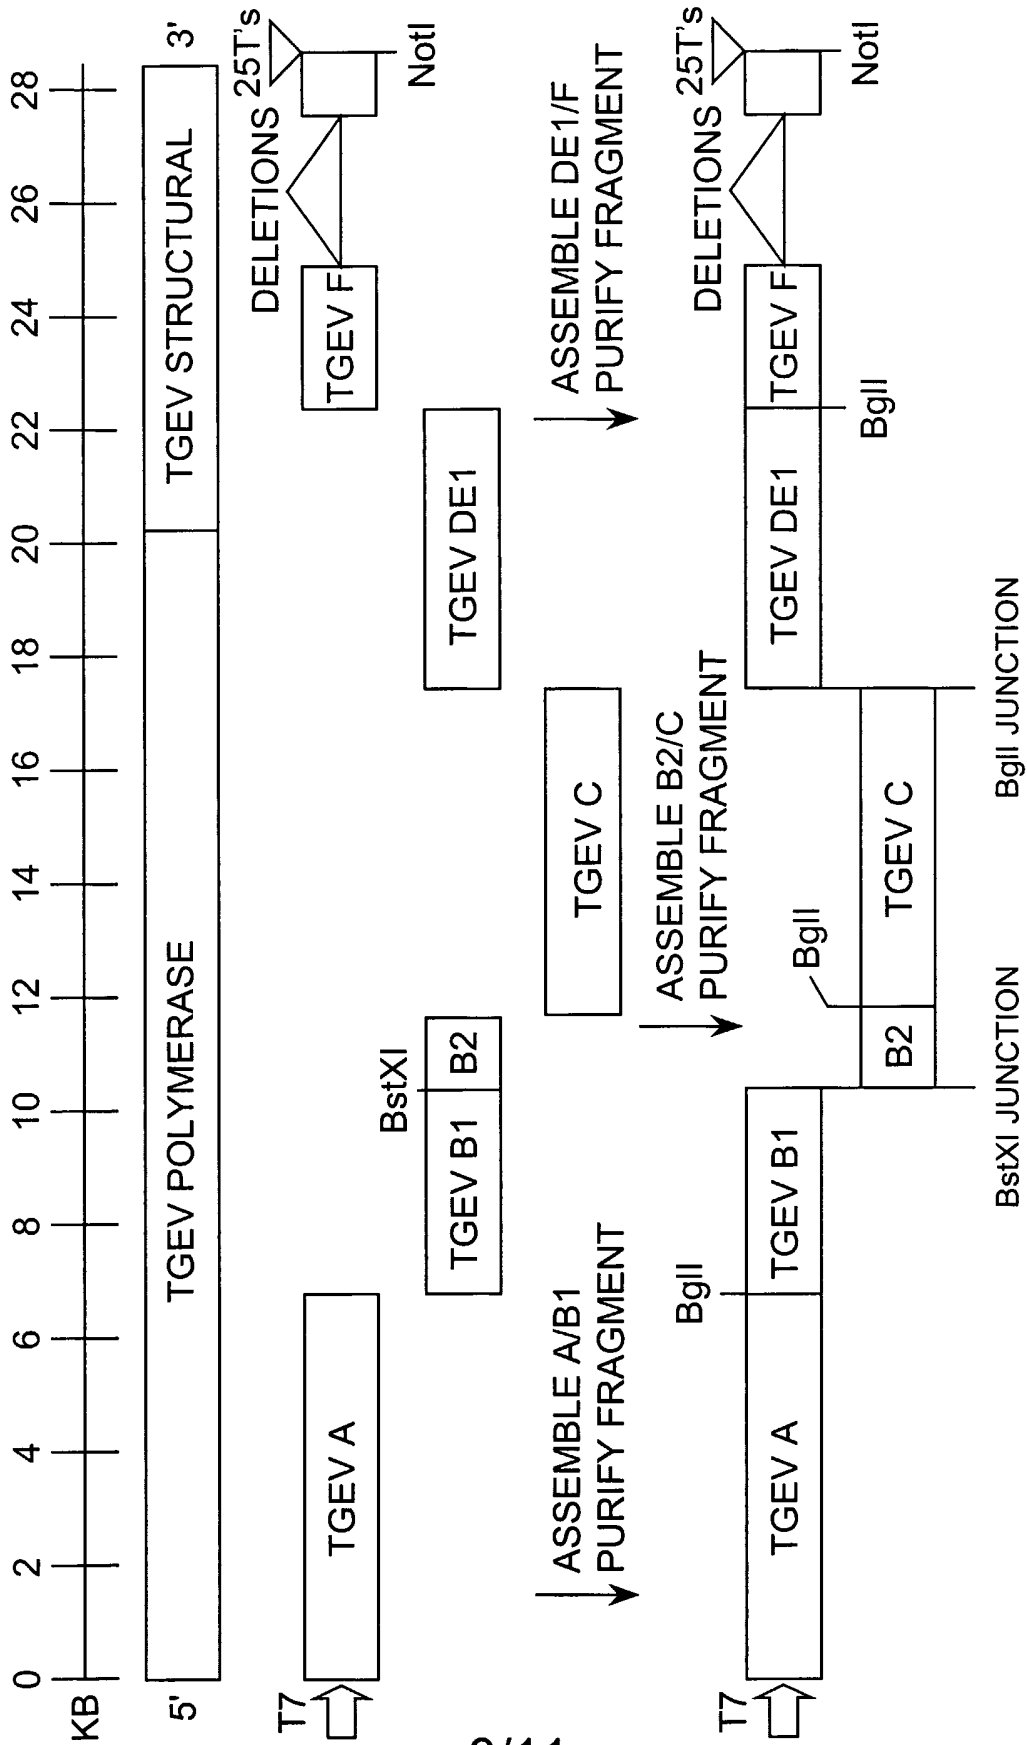 KB
0 2 4 6 8 10 12 14 16 18 20 22 24 26 28
5' TGEV POLYMERASE TGEV STRUCTURAL 3'
DELETIONS 25T's
T7 TGEV A TGEV F
NotI
BstXI
TGEV B1 B2 TGEV DE1
TGEV C
ASSEMBLE A/B1
PURIFY FRAGMENT
ASSEMBLE DE1/F
PURIFY FRAGMENT
ASSEMBLE B2/C
PURIFY FRAGMENT
BglI
DELETIONS 25T's
T7 TGEV A TGEV B1 TGEV DE1 TGEV F
NotI
BglI
BglI
B2 TGEV C
BstXI JUNCTION
BglI JUNCTION